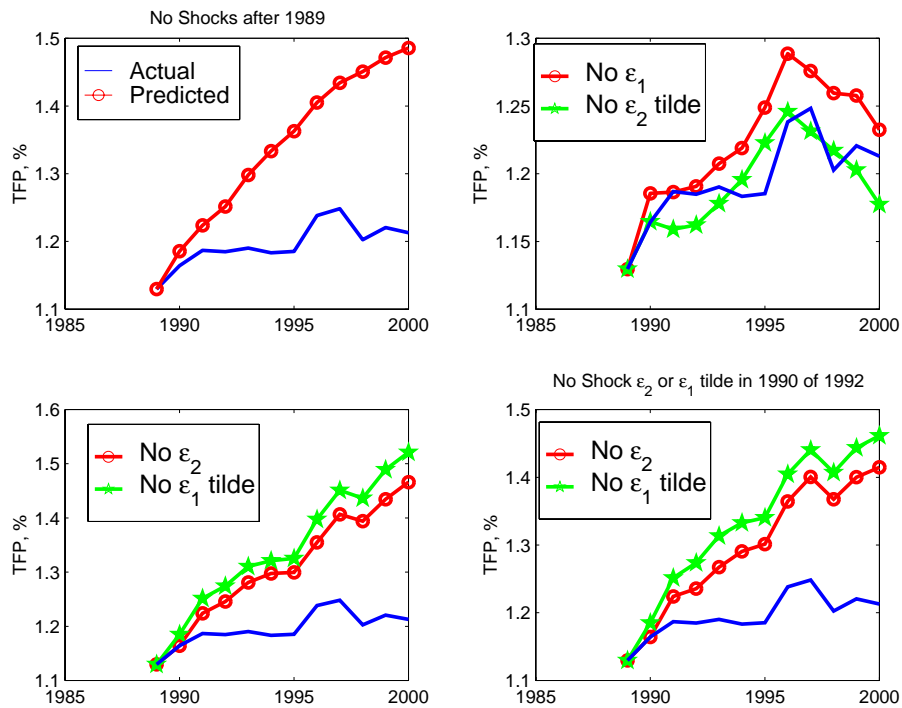 No Shocks after 1989
1.5
1.4
1.3
1.2
1.1
TFP, %
Actual
Predicted
1985
1990
1995
2000
1.3
1.25
1.2
1.15
1.1
TFP, %
No ε1
No ε2 tilde
1985
1990
1995
2000
1.6
1.5
1.4
1.3
1.2
1.1
TFP, %
No ε2
No ε1 tilde
1985
1990
1995
2000
No Shock ε2 or ε1 tilde in 1990 of 1992
1.5
1.4
1.3
1.2
1.1
TFP, %
No ε2
No ε1 tilde
1985
1990
1995
2000